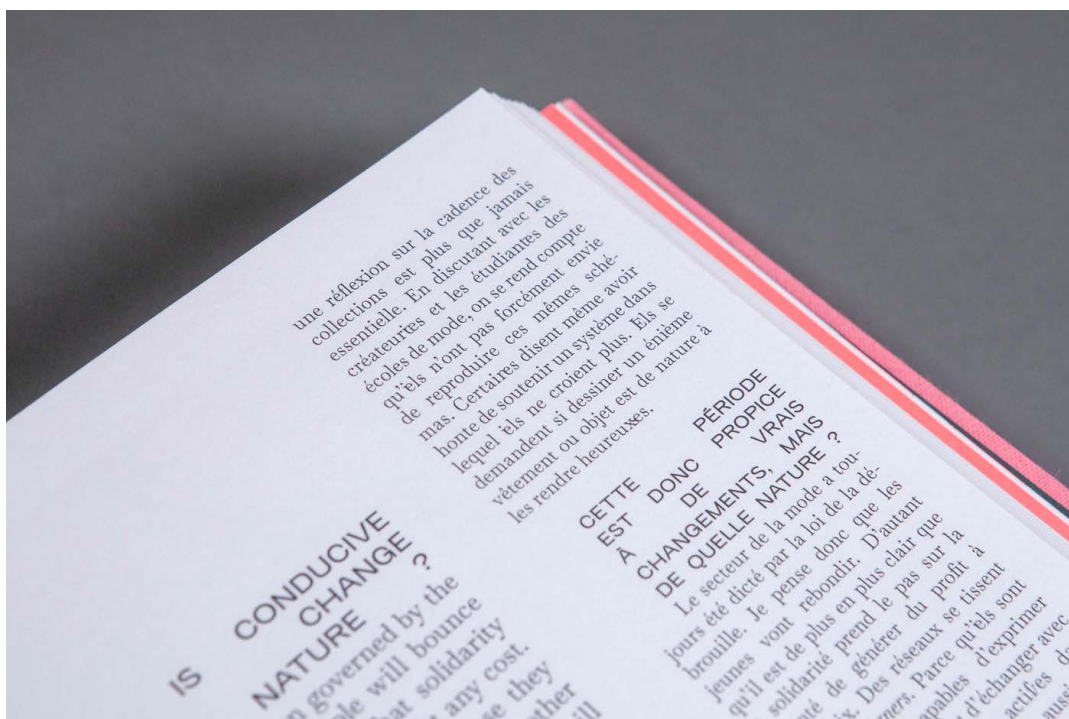 une réflexion sur la cadence des
collections est plus que jamais
essentielle. En discutant avec les
créateurtes et les étudiantes des
écoles de mode, on se rend compte
qu'els n'ont pas forcément envie
de reproduire ces mêmes sché-
mas. Certaires disent même avoir
honte de soutenir un système dans
lequel els ne croient plus. Els se
demandent si dessiner un énième
vêtement ou objet est de nature à
les rendre heureuxes.
CETTE PÉRIODE
EST DONC PROPICE
À DE VRAIS
CHANGEMENTS, MAIS
DE QUELLE NATURE ?
Le secteur de la mode a tou-
jours été dicté par la loi de la dé-
brouille. Je pense donc que les
jeunes vont rebondir. D'autant
qu'il est de plus en plus clair que
solidarité prend le pas sur la
de générer du profit à
Des réseaux se tissent
Parce qu'els sont
d'exprimer
d'échanger avec
actifes
IS CONDUCIVE
CHANGE
NATURE ?
governed by the
will bounce
solidarity
any cost.
they